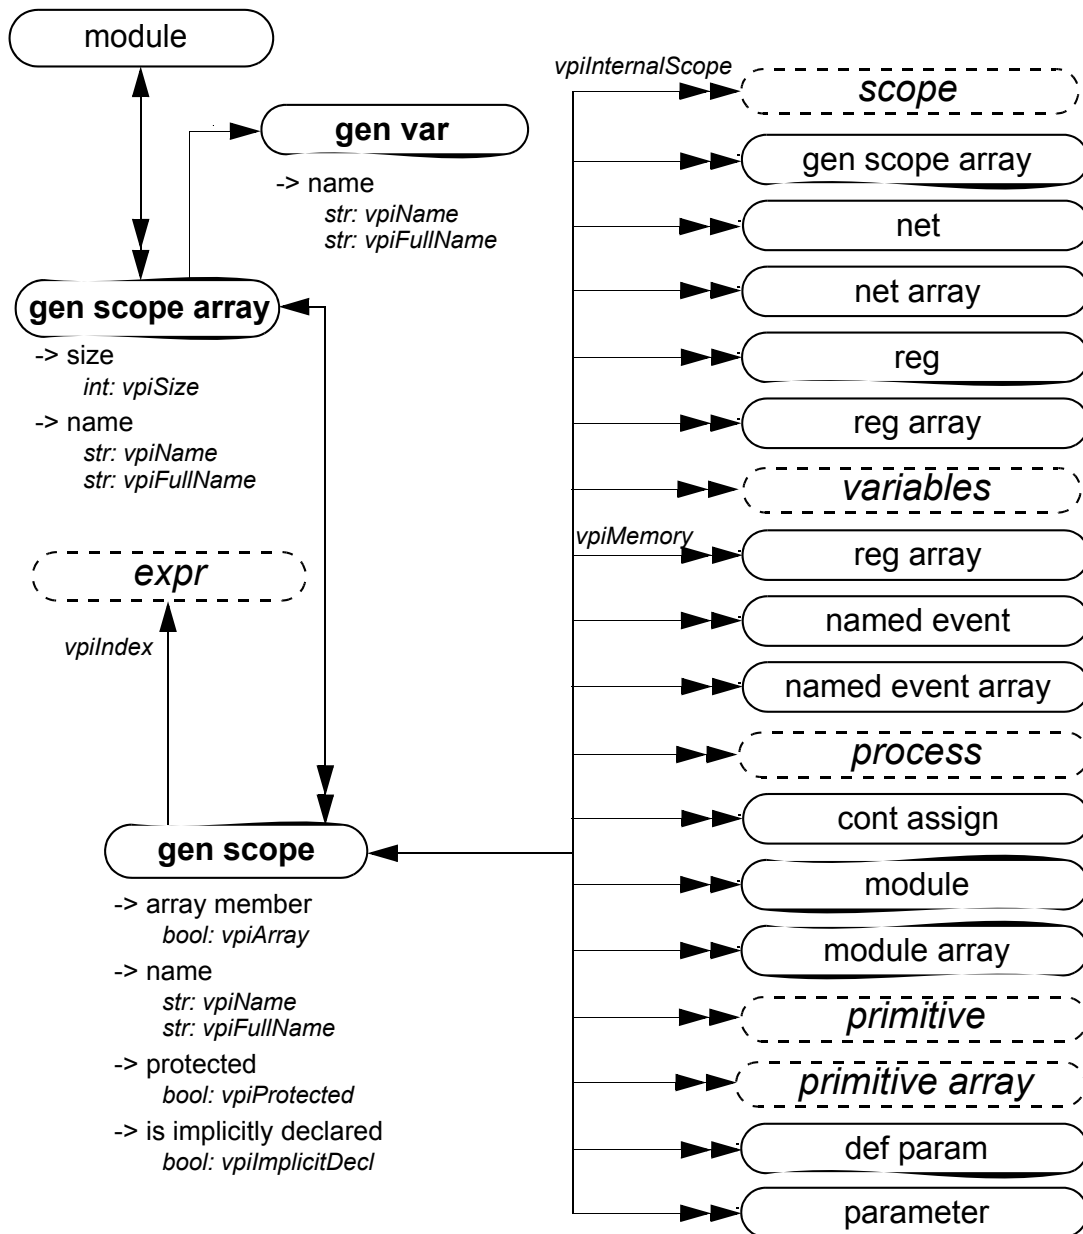 module
gen var
-> name
str: vpiName
str: vpiFullName
gen scope array
-> size
int: vpiSize
-> name
str: vpiName
str: vpiFullName
expr
vpiIndex
gen scope
-> array member
bool: vpiArray
-> name
str: vpiName
str: vpiFullName
-> protected
bool: vpiProtected
-> is implicitly declared
bool: vpiImplicitDecl
vpiInternalScope
scope
gen scope array
net
net array
reg
reg array
variables
vpiMemory
reg array
named event
named event array
process
cont assign
module
module array
primitive
primitive array
def param
parameter